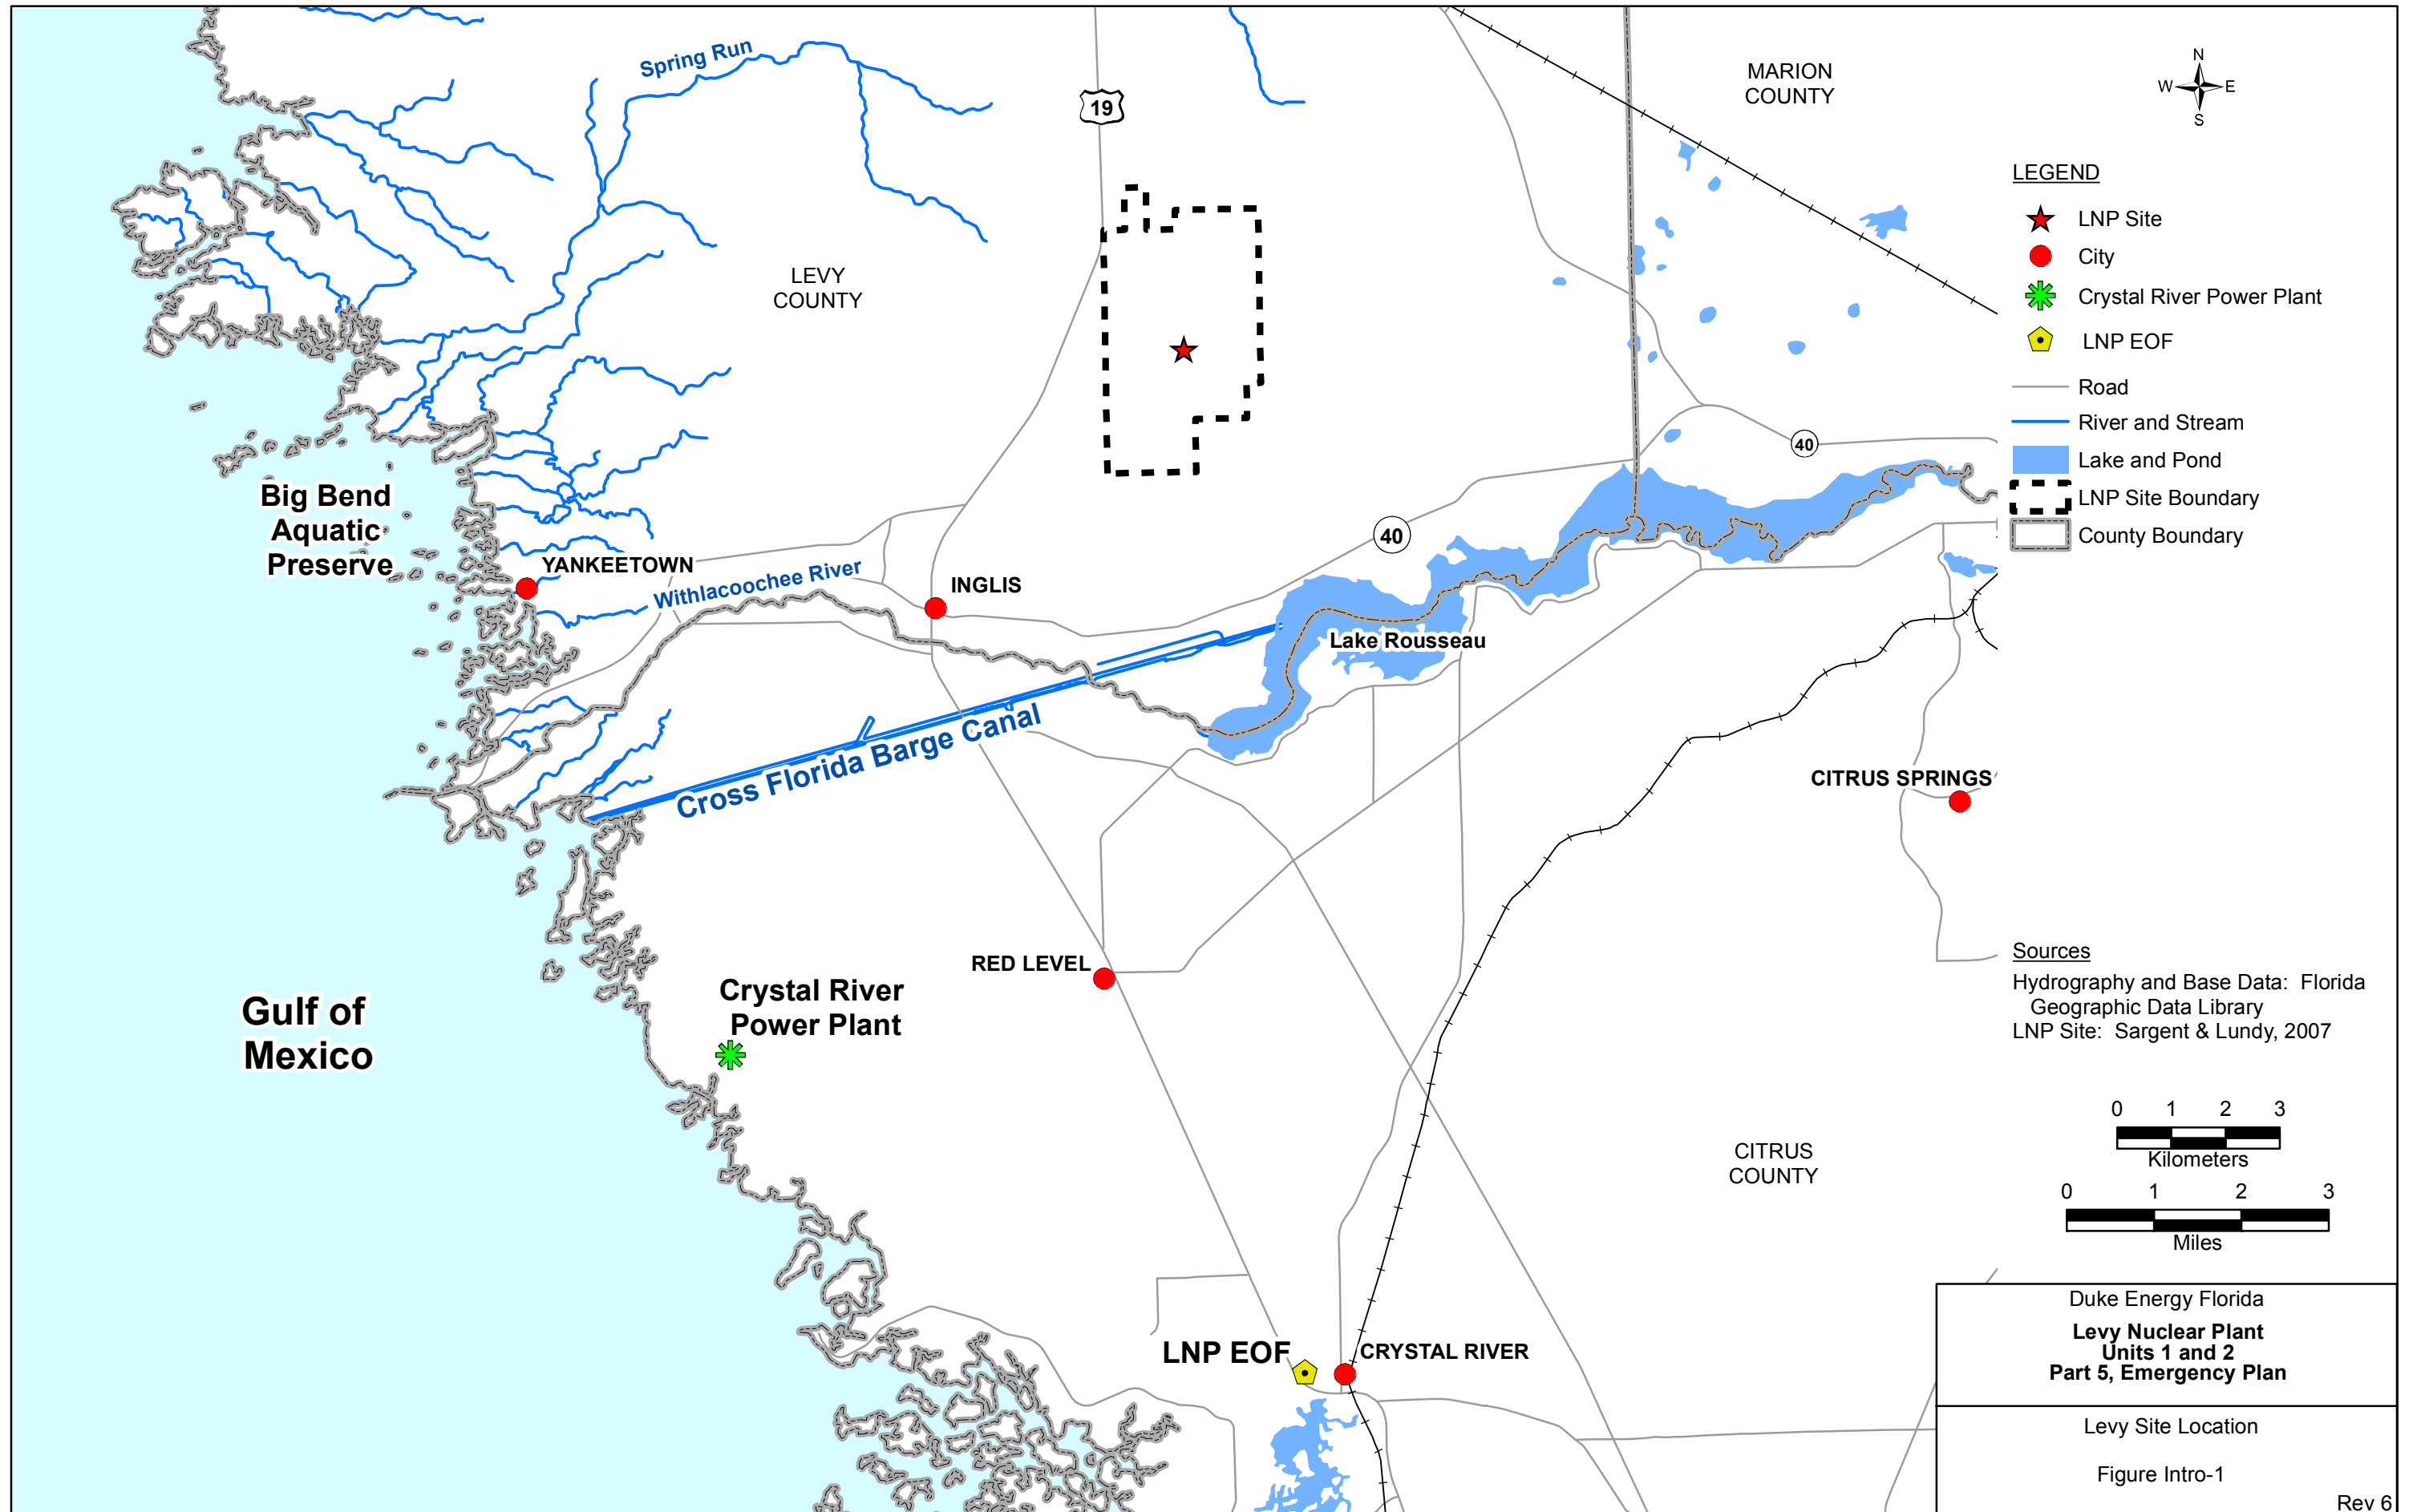 Spring Run
19
MARION
COUNTY
N
W
E
S
LEVY
COUNTY
LEGEND
LNP Site
City
Crystal River Power Plant
LNP EOF
Road
River and Stream
Lake and Pond
LNP Site Boundary
County Boundary
40
40
Big Bend
Aquatic
Preserve
YANKEETOWN
Withlacoochee River
INGLIS
Lake Rousseau
Cross Florida Barge Canal
CITRUS SPRINGS
RED LEVEL
Crystal River
Power Plant
Gulf of
Mexico
Sources
Hydrography and Base Data: Florida
Geographic Data Library
LNP Site: Sargent & Lundy, 2007
0 1 2 3
Kilometers
0 1 2 3
Miles
CITRUS
COUNTY
LNP EOF
CRYSTAL RIVER
Duke Energy Florida
Levy Nuclear Plant
Units 1 and 2
Part 5, Emergency Plan
Levy Site Location
Figure Intro-1
Rev 6